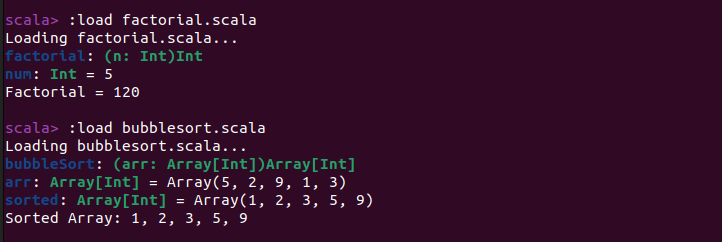 scala> :load factorial.scala
Loading factorial.scala...
factorial: (n: Int)Int
num: Int = 5
Factorial = 120
scala> :load bubblesort.scala
Loading bubblesort.scala...
bubbleSort: (arr: Array[Int])Array[Int]
arr: Array[Int] = Array(5, 2, 9, 1, 3)
sorted: Array[Int] = Array(1, 2, 3, 5, 9)
Sorted Array: 1, 2, 3, 5, 9